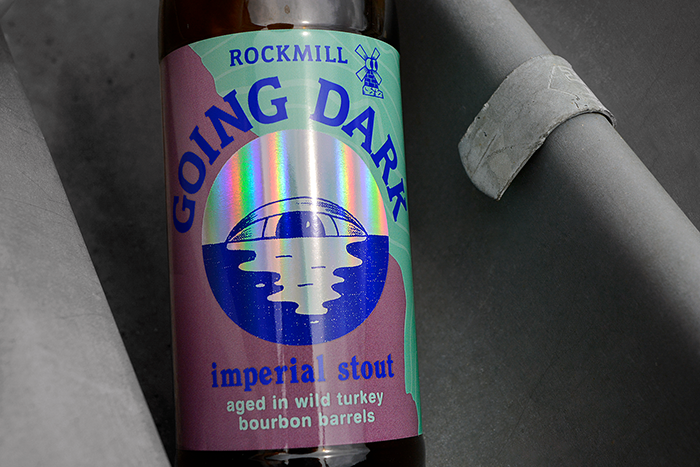 ROCKMILL
GOING DARK
imperial stout
aged in wild turkey
bourbon barrels